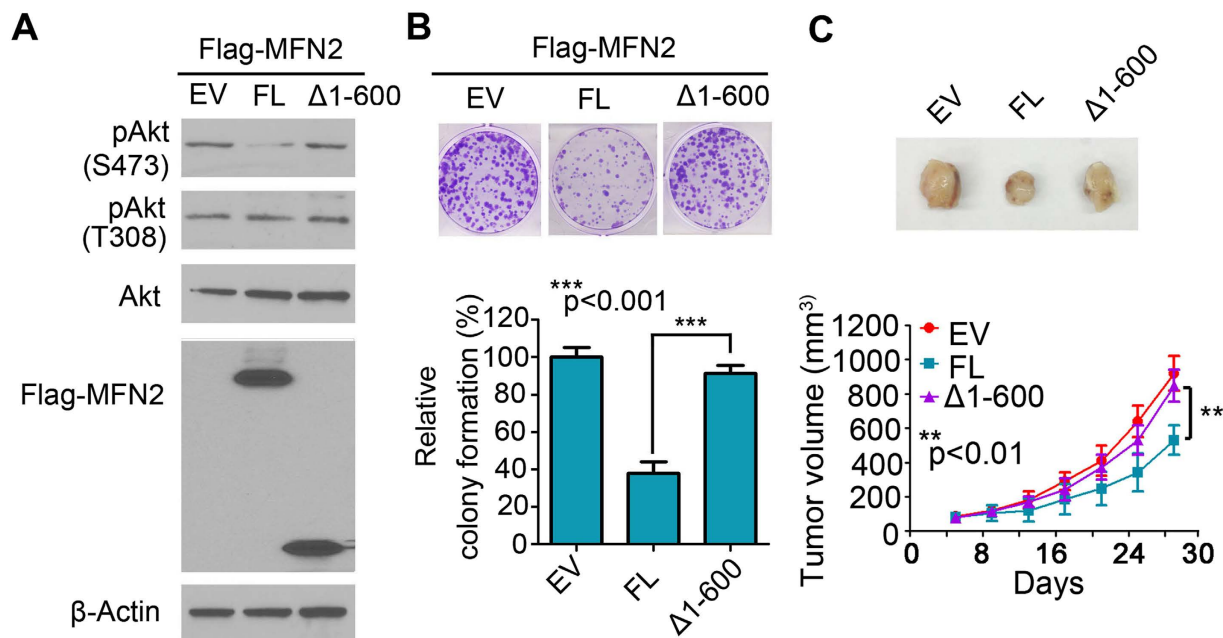 A
Flag-MFN2
EV FL Δ1-600
pAkt
(S473)
pAkt
(T308)
Akt
Flag-MFN2
β-Actin
B
Flag-MFN2
EV FL Δ1-600
Relative
colony formation (%)
***
p<0.001
***
120
100
80
60
40
20
0
EV FL Δ1-600
C
EV FL Δ1-600
Tumor volume (mm3)
1200
1000
800
600
400
200
0
EV
FL
Δ1-600
**
p<0.01
**
0 8 16 24 30
Days